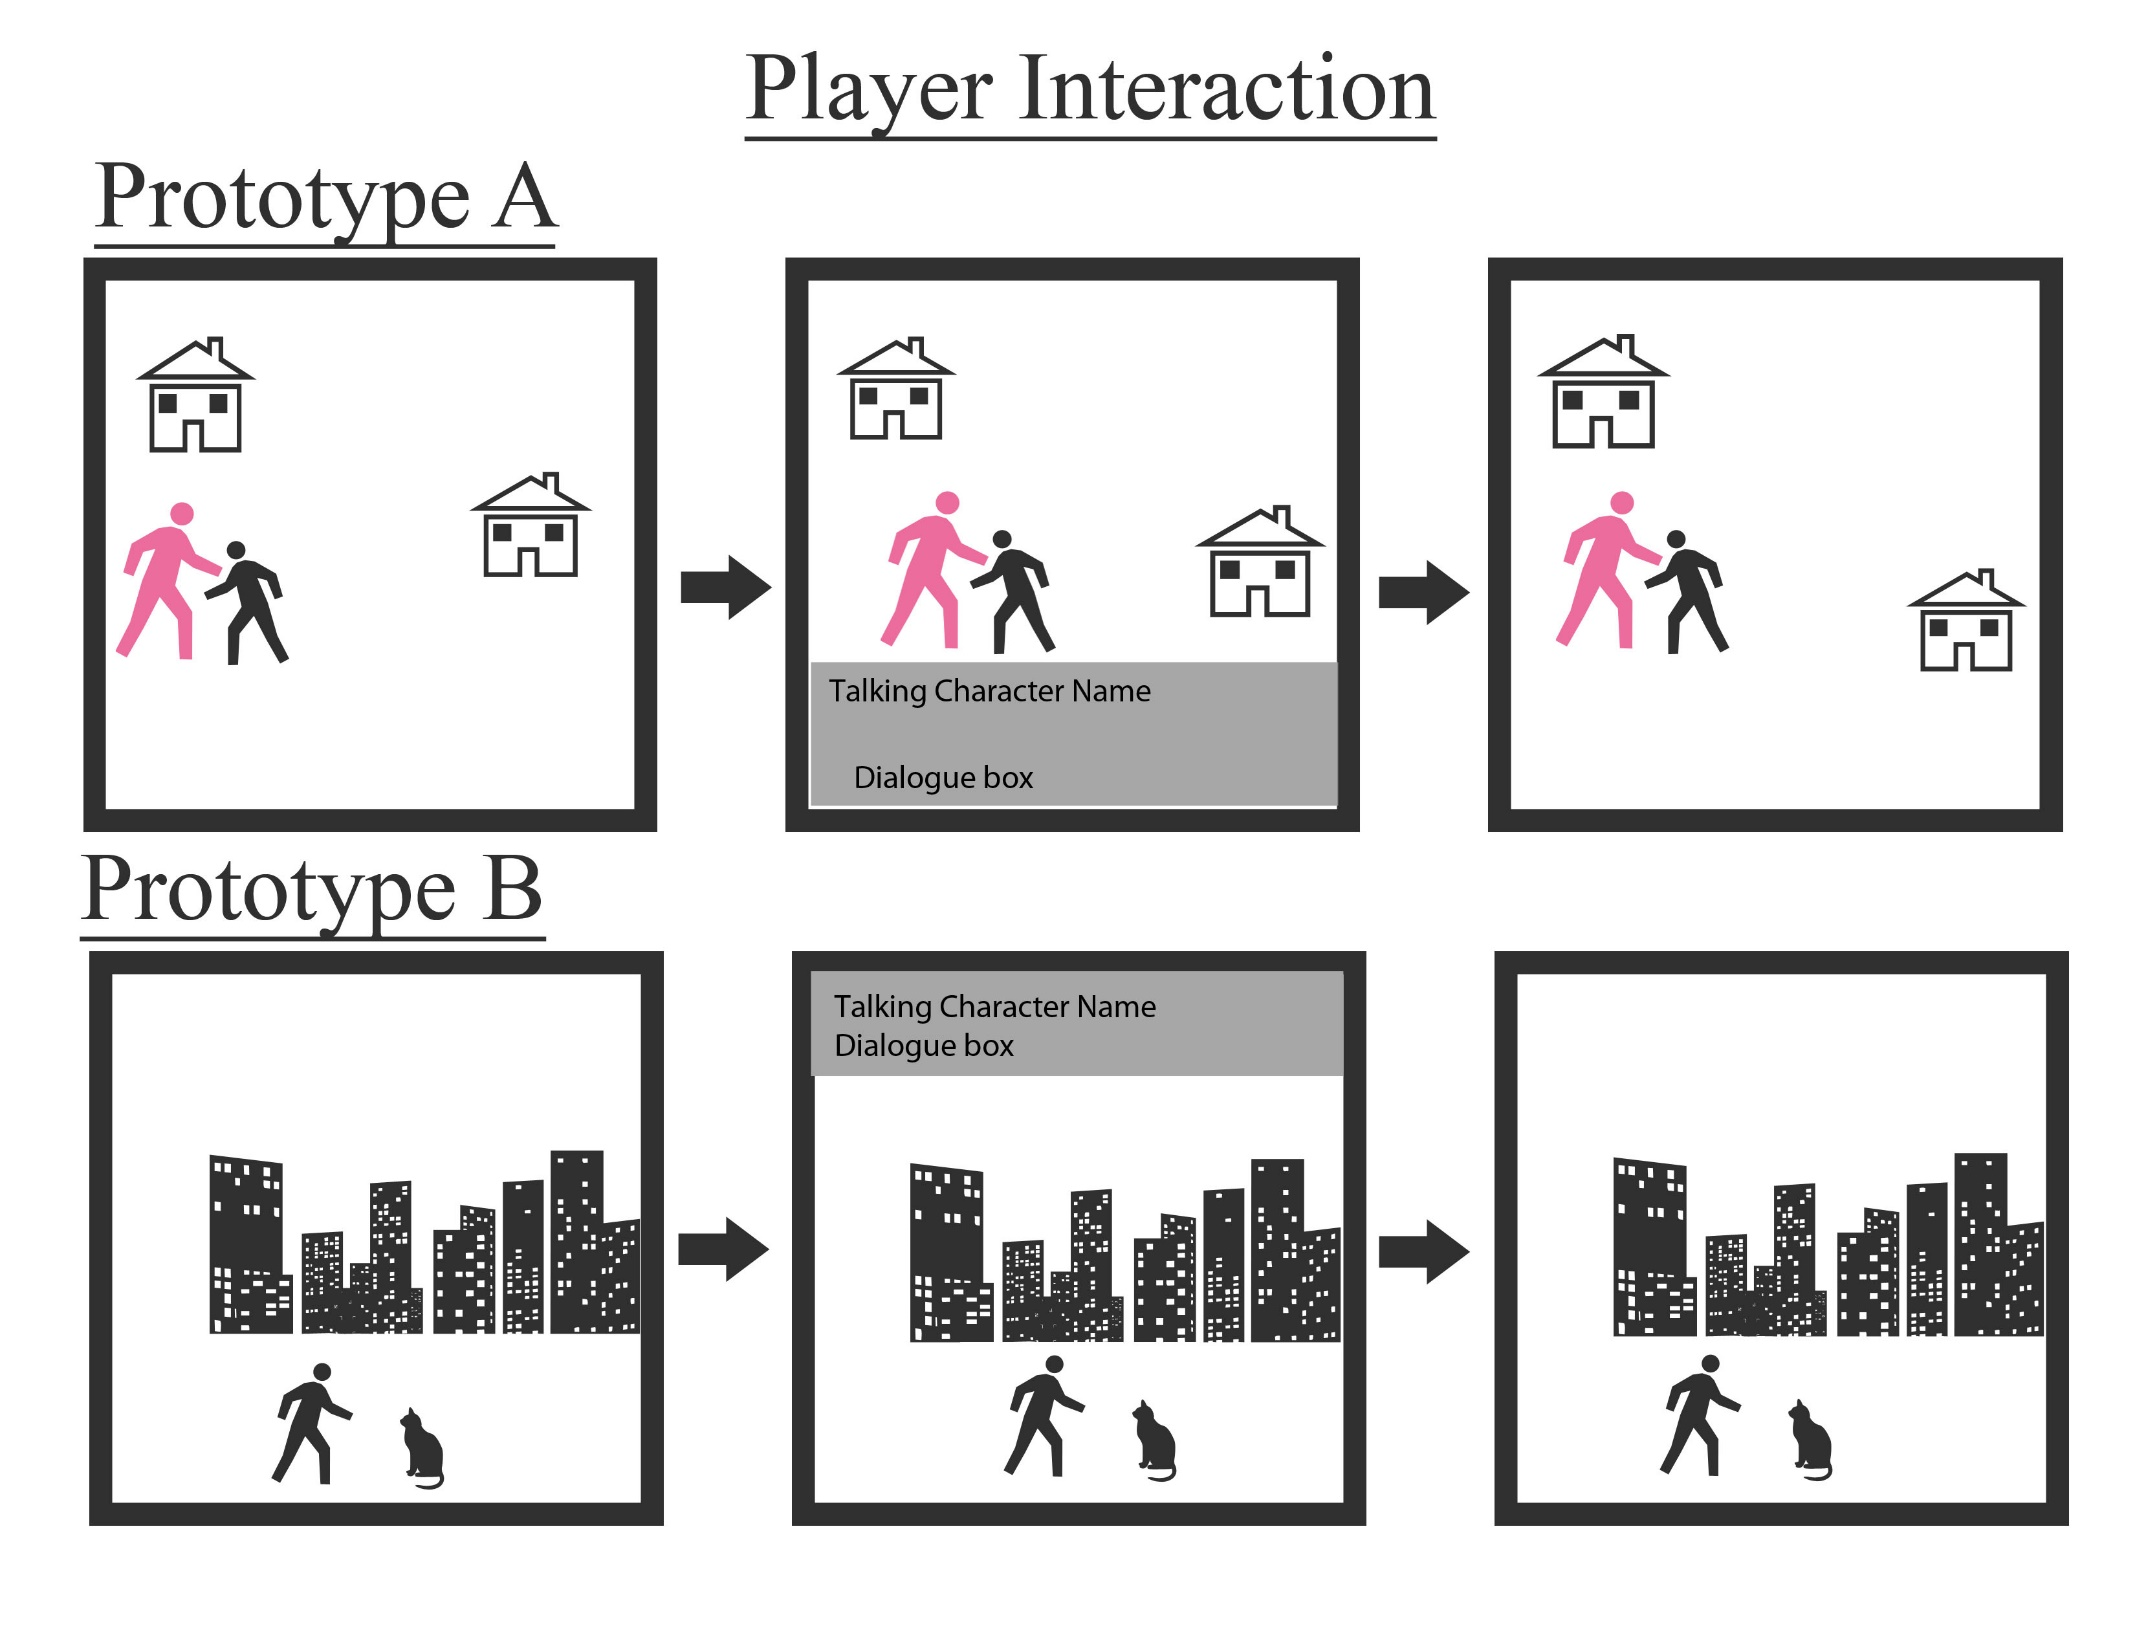 Player Interaction
Prototype A
Talking Character Name
Dialogue box
Prototype B
Talking Character Name
Dialogue box